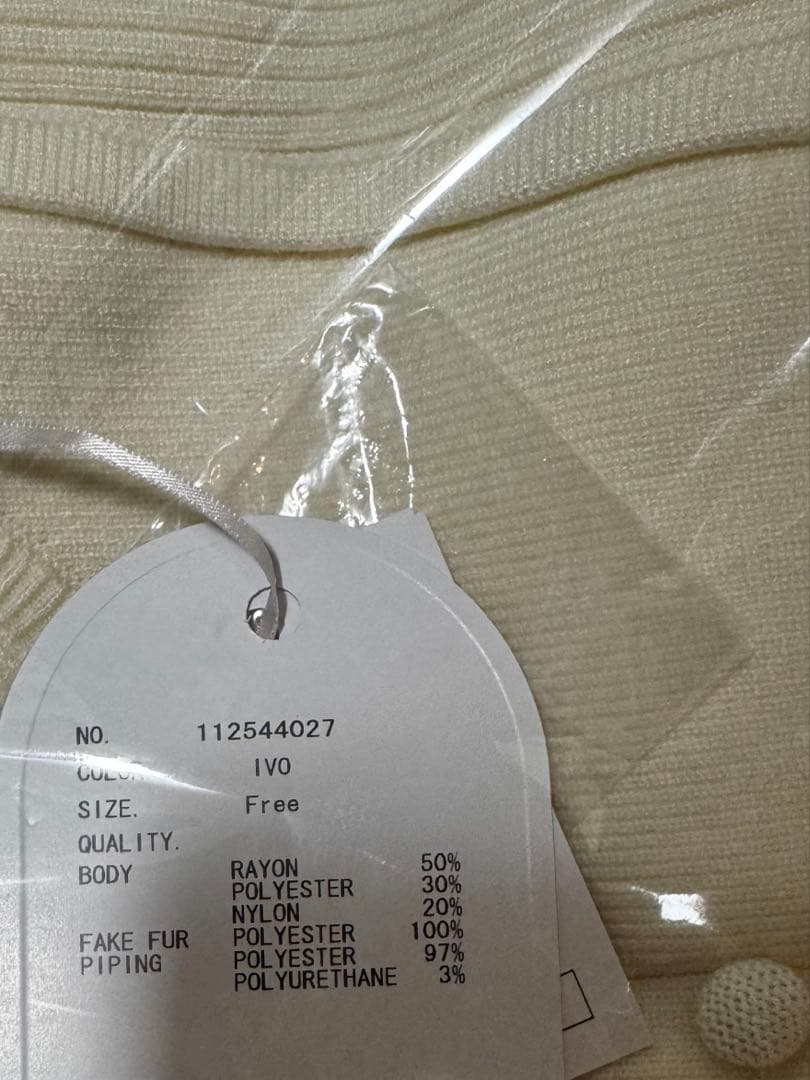 NO. 112544027
IVO
SIZE. Free
QUALITY.
BODY RAYON 50%
POLYESTER 30%
NYLON 20%
FAKE FUR POLYESTER 100%
PIPING POLYESTER 97%
POLYURETHANE 3%